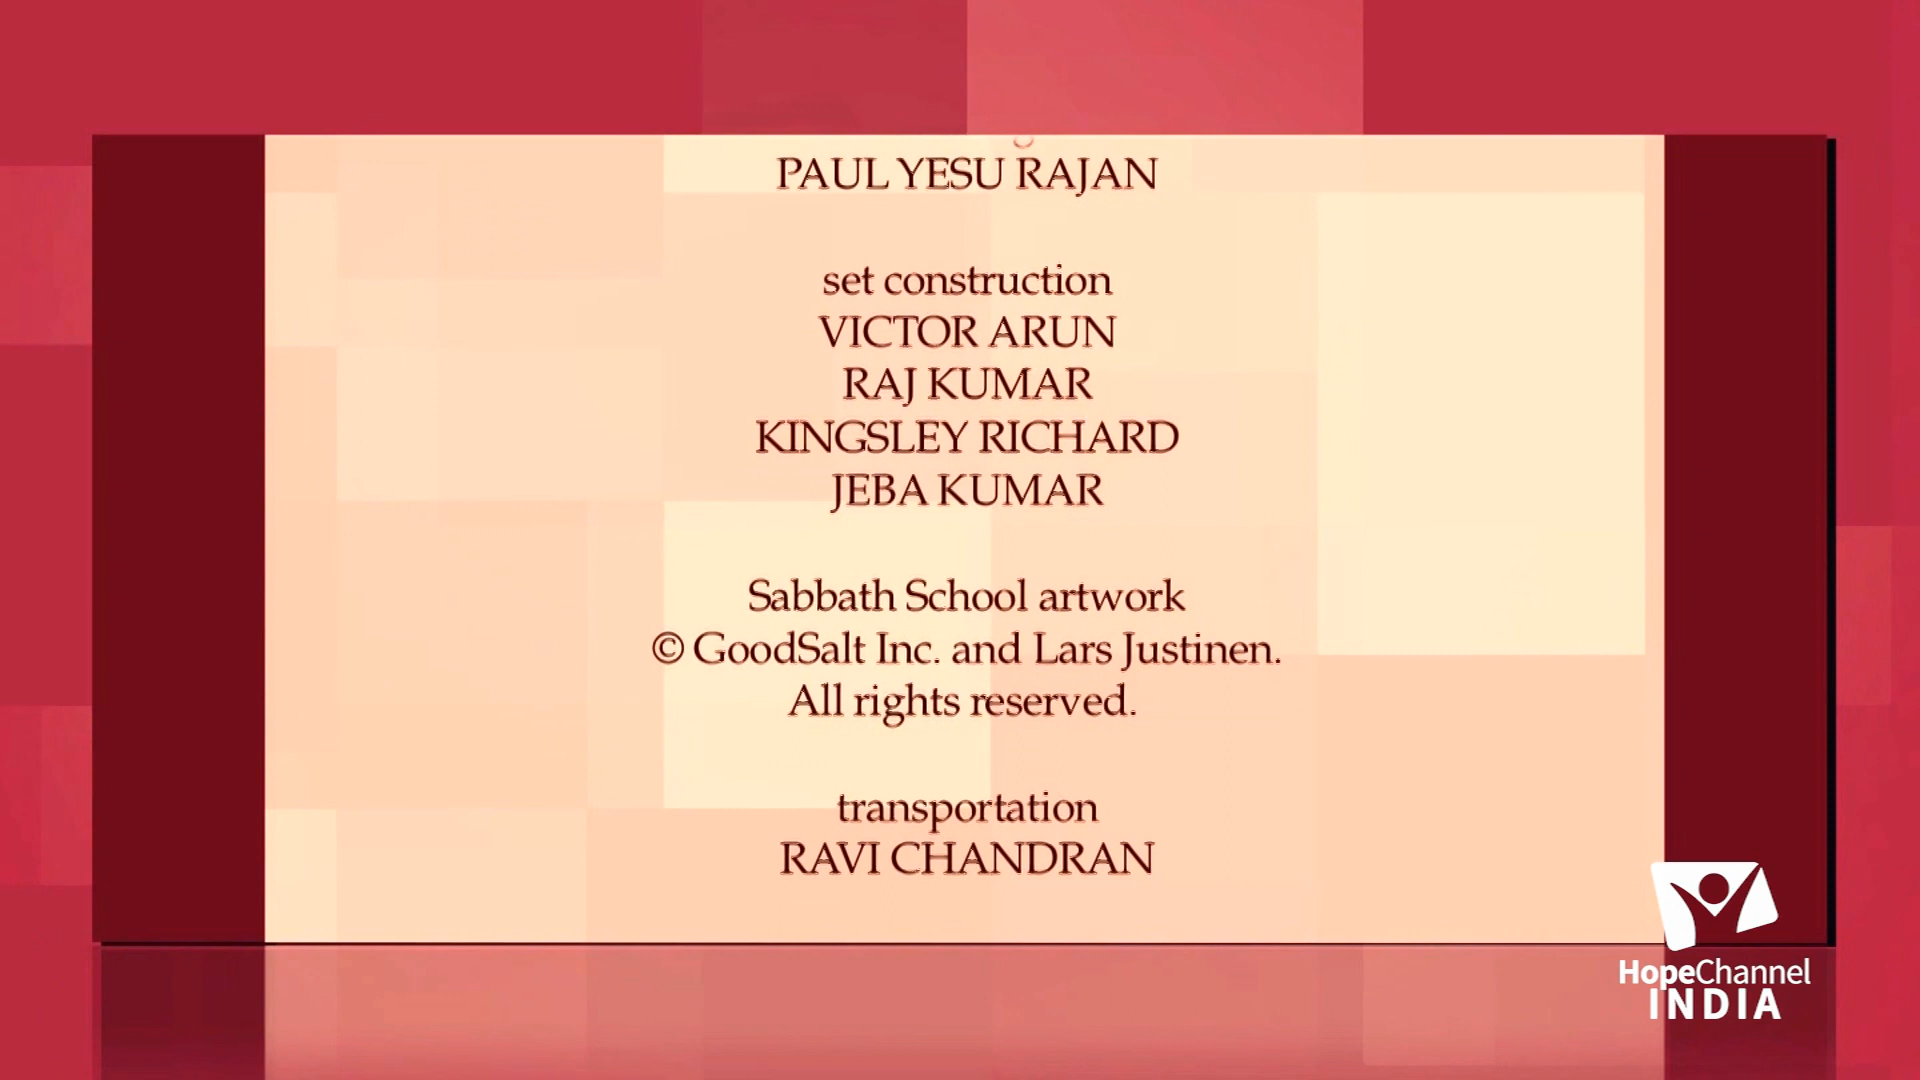 PAUL YESU RAJAN
set construction
VICTOR ARUN
RAJ KUMAR
KINGSLEY RICHARD
JEBA KUMAR
Sabbath School artwork
© GoodSalt Inc. and Lars Justinen.
All rights reserved.
transportation
RAVI CHANDRAN
HopeChannel
INDIA